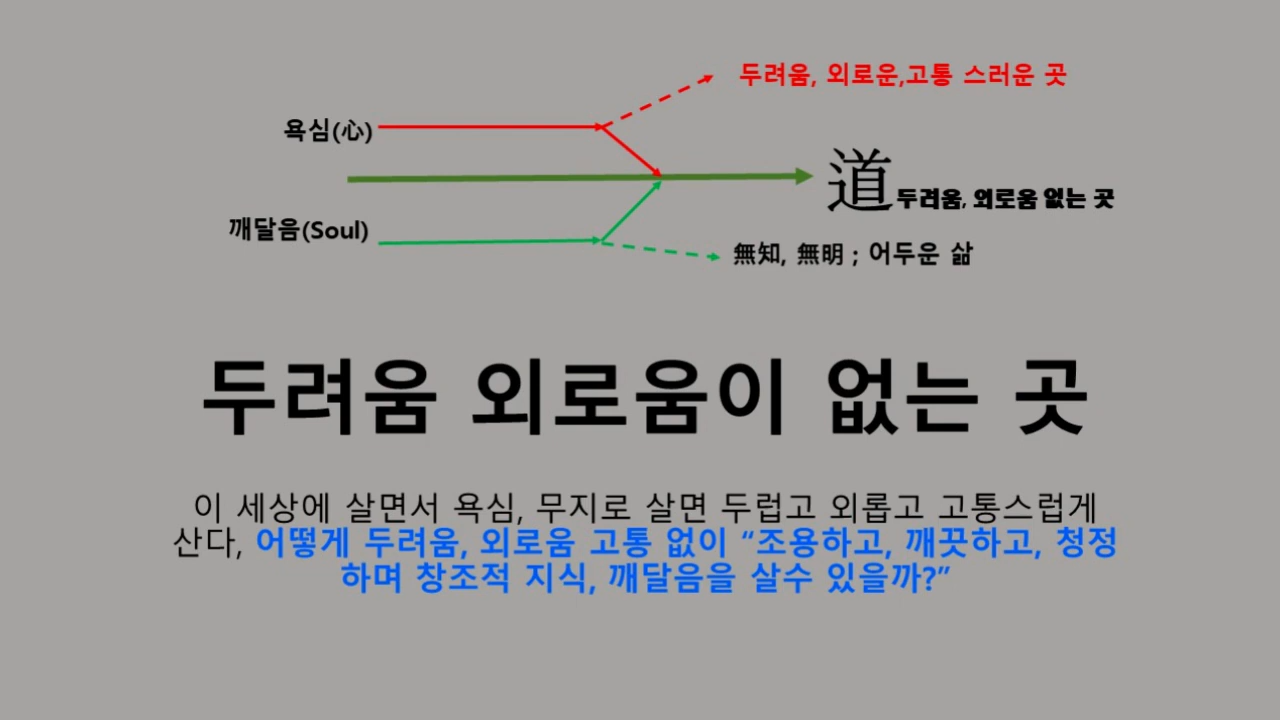 두려움, 외로운,고통 스러운 곳
욕심(心)
道 두려움, 외로움 없는 곳
깨달음(Soul)
無知, 無明 ; 어두운 삶
두려움 외로움이 없는 곳
이 세상에 살면서 욕심, 무지로 살면 두럽고 외롭고 고통스럽게
산다, 어떻게 두려움, 외로움 고통 없이 “조용하고, 깨끗하고, 청정
하며 창조적 지식, 깨달음을 살수 있을까?”